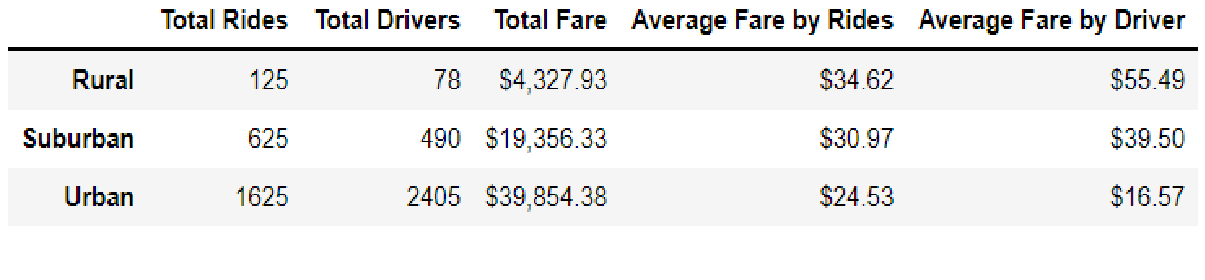 Total Rides Total Drivers Total Fare Average Fare by Rides Average Fare by Driver
Rural 125 78 $4,327.93 $34.62 $55.49
Suburban 625 490 $19,356.33 $30.97 $39.50
Urban 1625 2405 $39,854.38 $24.53 $16.57